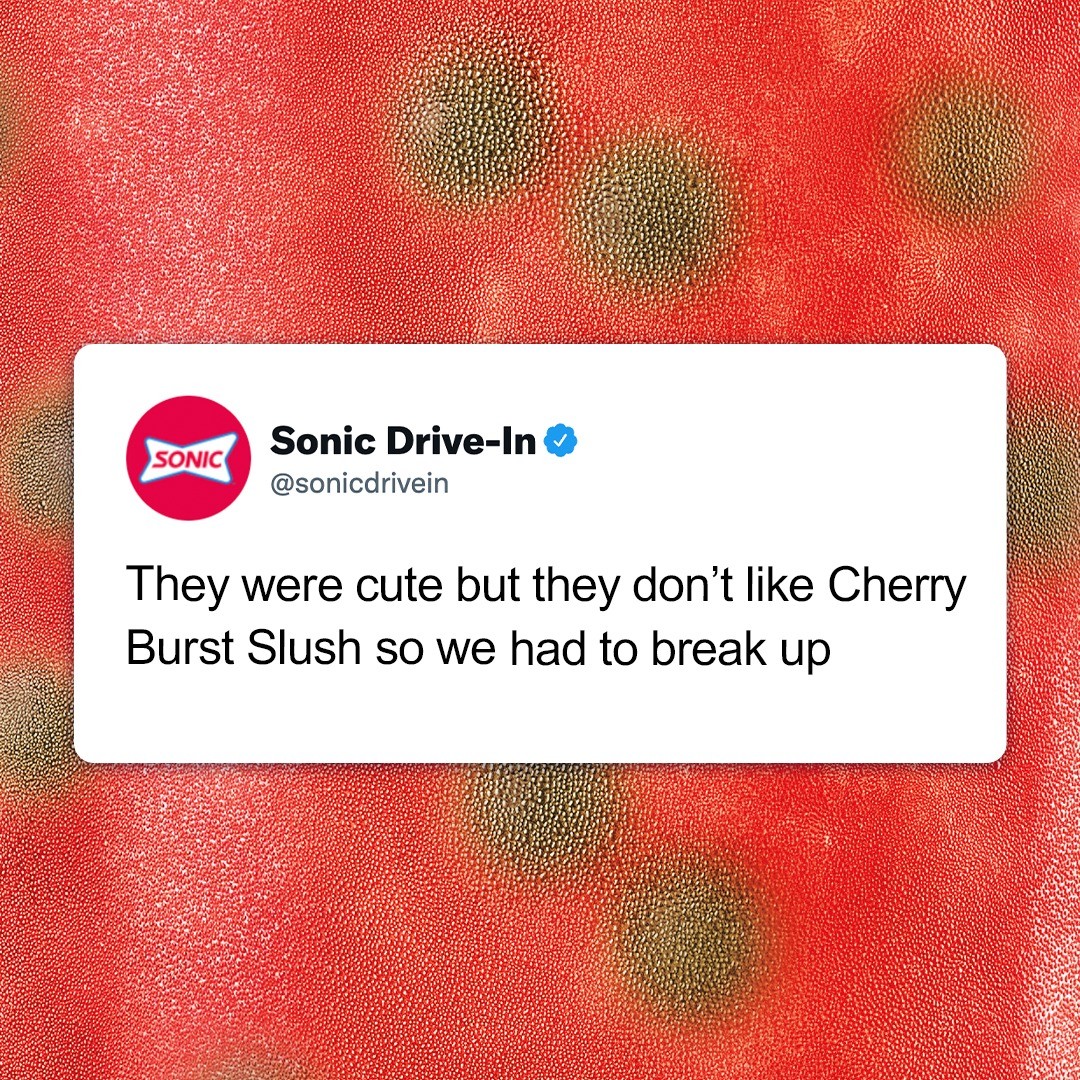 SONIC
Sonic Drive-In
@sonicdrivein
They were cute but they don’t like Cherry
Burst Slush so we had to break up